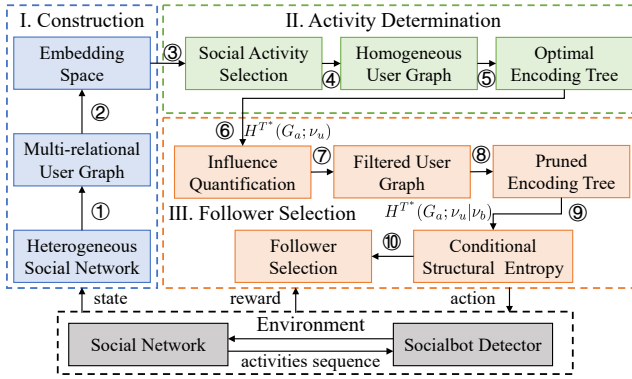 I. Construction
Embedding
Space
②
Multi-relational
User Graph
①
Heterogeneous
Social Network
③
II. Activity Determination
Social Activity
Selection
④
Homogeneous
User Graph
⑤
Optimal
Encoding Tree
⑥
H^{T^*}(G_a; ν_u)
Influence
Quantification
⑦
Filtered User
Graph
⑧
Pruned
Encoding Tree
III. Follower Selection
H^{T^*}(G_a; ν_u|ν_b)
⑨
Follower
Selection
⑩
Conditional
Structural Entropy
state
reward
action
Environment
Social Network
activities sequence
Socialbot Detector